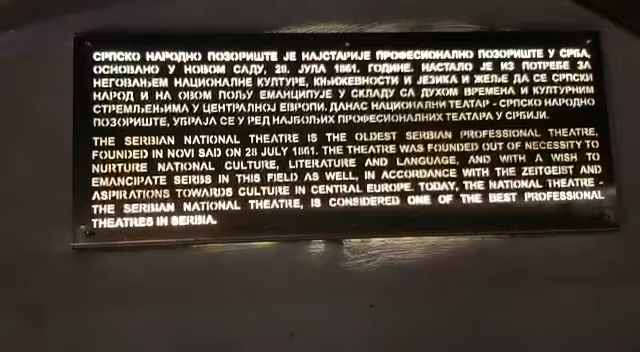 СРПСКО НАРОДНО ПОЗОРИШТЕ ЈЕ НАЈСТАРИЈЕ ПРОФЕСИОНАЛНО ПОЗОРИШТЕ У СРБА,
ОСНОВАНО У НОВОМ САДУ, 28. ЈУЛА 1861. ГОДИНЕ. НАСТАЛО ЈЕ ИЗ ПОТРЕБЕ ЗА
НЕГОВАЊЕМ НАЦИОНАЛНЕ КУЛТУРЕ, КЊИЖЕВНОСТИ И ЈЕЗИКА И ЖЕЉЕ ДА СЕ СРПСКИ
НАРОД И НА ОВОМ ПОЉУ ЕМАНЦИПУЈЕ У СКЛАДУ СА ДУХОМ ВРЕМЕНА И КУЛТУРНИМ
СТРЕМЉЕЊИМА У ЦЕНТРАЛНОЈ ЕВРОПИ. ДАНАС НАЦИОНАЛНИ ТЕАТАР - СРПСКО НАРОДНО
ПОЗОРИШТЕ, УБРАЈА СЕ У РЕД НАЈБОЉИХ ПРОФЕСИОНАЛНИХ ТЕАТАРА У СРБИЈИ.
THE SERBIAN NATIONAL THEATRE IS THE OLDEST SERBIAN PROFESSIONAL THEATRE,
FOUNDED IN NOVI SAD ON 28 JULY 1861. THE THEATRE WAS FOUNDED OUT OF NECESSITY TO
NURTURE NATIONAL CULTURE, LITERATURE AND LANGUAGE, AND WITH A WISH TO
EMANCIPATE SERBS IN THIS FIELD AS WELL, IN ACCORDANCE WITH THE ZEITGEIST AND
ASPIRATIONS TOWARDS CULTURE IN CENTRAL EUROPE. TODAY, THE NATIONAL THEATRE -
THE SERBIAN NATIONAL THEATRE, IS CONSIDERED ONE OF THE BEST PROFESSIONAL
THEATRES IN SERBIA.